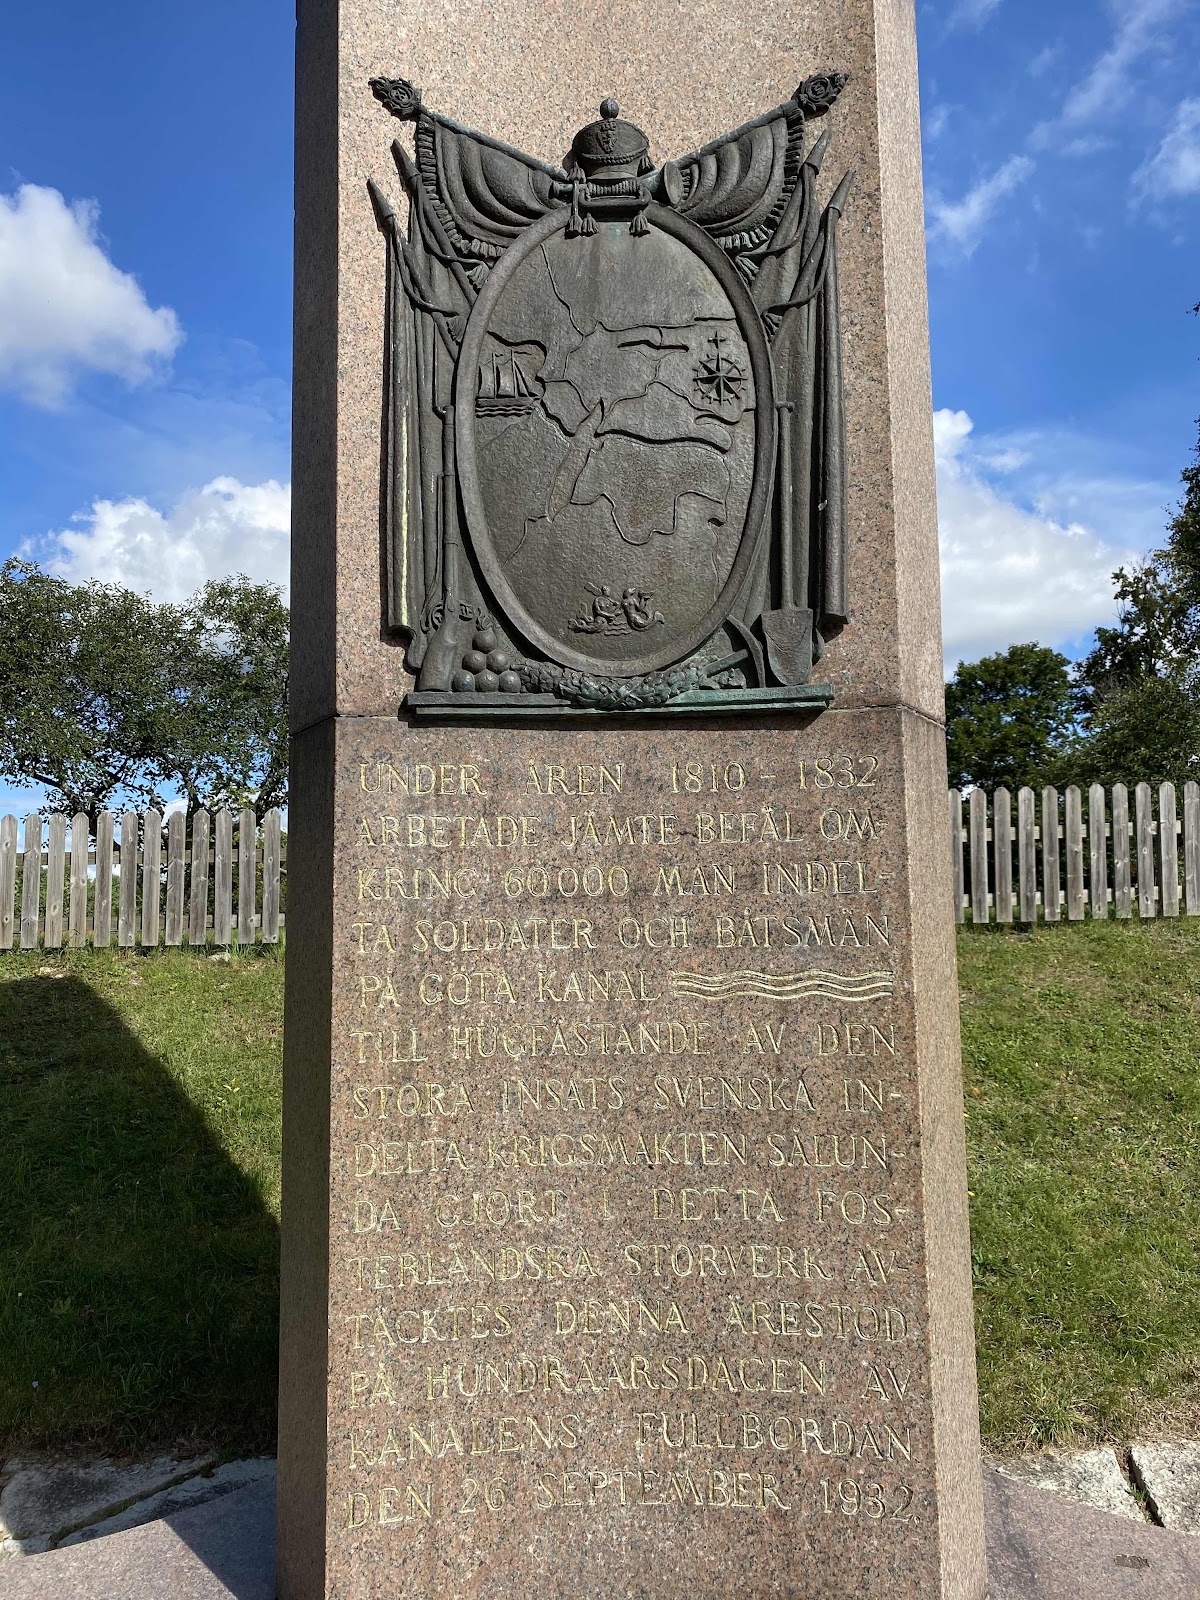 UNDER ÅREN 1810 - 1832
ARBETADE JÄMTE BEFÄL OM-
KRING 60000 MAN INDEL-
TA SOLDATER OCH BÅTSMÄN
PÅ GÖTA KANAL
TILL HUGFÄSTANDE AV DEN
STORA INSATS SVENSKA IN-
DELTA KRIGSMAKTEN SÅLUN-
DA GJORT I DETTA FOS-
TERLÄNDSKA STORVERK AV-
TÄCKTES DENNA ÄRESTOD
PÅ HUNDRAÅRSDAGEN AV
KANALENS FULLBORDAN
DEN 26 SEPTEMBER 1932.